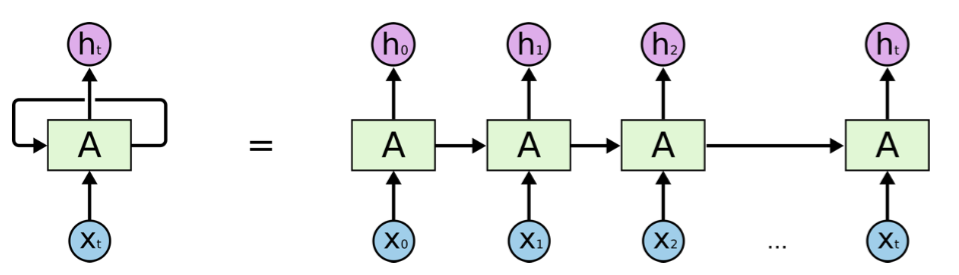 hₜ h₀ h₁ h₂ hₜ
A = A A A A
xₜ x₀ x₁ x₂ ... xₜ